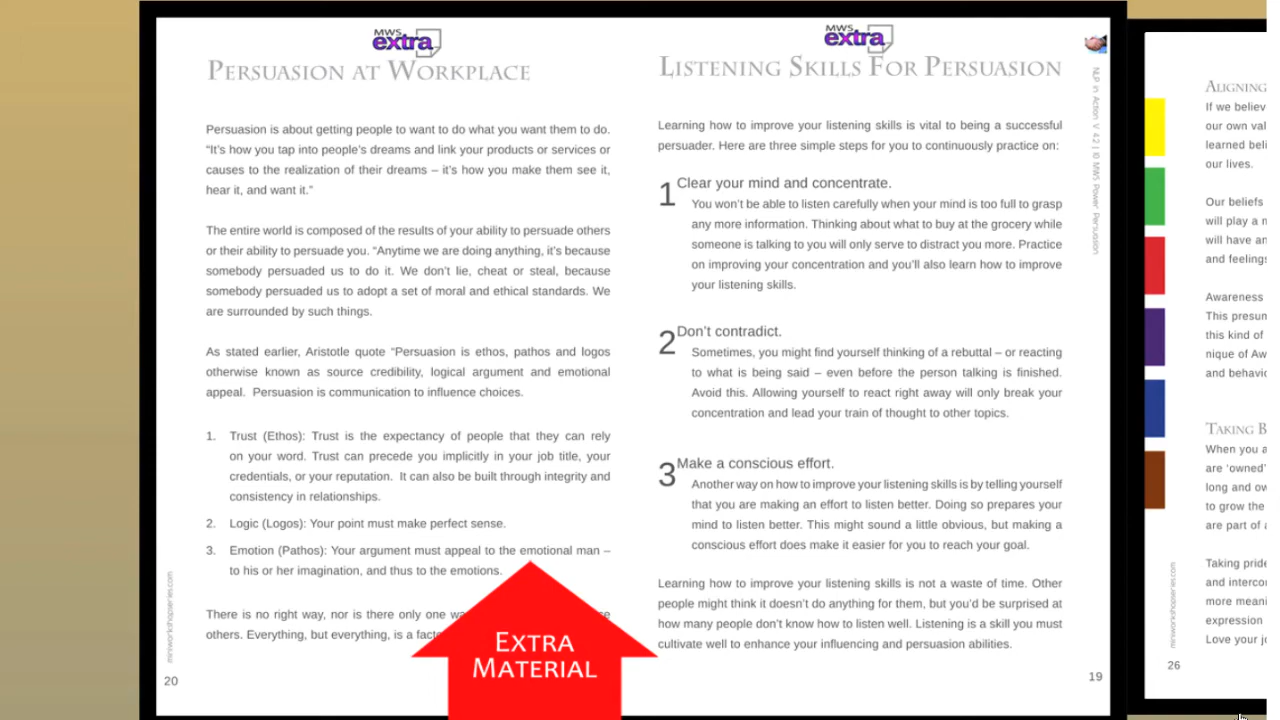 MWS
extra
PERSUASION AT WORKPLACE
Persuasion is about getting people to want to do what you want them to do.
“It’s how you tap into people’s dreams and link your products or services or
causes to the realization of their dreams – it’s how you make them see it,
hear it, and want it.”
The entire world is composed of the results of your ability to persuade others
or their ability to persuade you. “Anytime we are doing anything, it’s because
somebody persuaded us to do it. We don’t lie, cheat or steal, because
somebody persuaded us to adopt a set of moral and ethical standards. We
are surrounded by such things.
As stated earlier, Aristotle quote “Persuasion is ethos, pathos and logos
otherwise known as source credibility, logical argument and emotional
appeal. Persuasion is communication to influence choices.
1. Trust (Ethos): Trust is the expectancy of people that they can rely
on your word. Trust can precede you implicitly in your job title, your
credentials, or your reputation. It can also be built through integrity and
consistency in relationships.
2. Logic (Logos): Your point must make perfect sense.
3. Emotion (Pathos): Your argument must appeal to the emotional man –
to his or her imagination, and thus to the emotions.
There is no right way, nor is there only one
others. Everything, but everything, is a
miniworkshopseries.com
20
EXTRA
MATERIAL
MWS
extra
LISTENING SKILLS FOR PERSUASION
Learning how to improve your listening skills is vital to being a successful
persuader. Here are three simple steps for you to continuously practice on:
1 Clear your mind and concentrate.
You won’t be able to listen carefully when your mind is too full to grasp
any more information. Thinking about what to buy at the grocery while
someone is talking to you will only serve to distract you more. Practice
on improving your concentration and you’ll also learn how to improve
your listening skills.
2 Don’t contradict.
Sometimes, you might find yourself thinking of a rebuttal – or reacting
to what is being said – even before the person talking is finished.
Avoid this. Allowing yourself to react right away will only break your
concentration and lead your train of thought to other topics.
3 Make a conscious effort.
Another way on how to improve your listening skills is by telling yourself
that you are making an effort to listen better. Doing so prepares your
mind to listen better. This might sound a little obvious, but making a
conscious effort does make it easier for you to reach your goal.
Learning how to improve your listening skills is not a waste of time. Other
people might think it doesn’t do anything for them, but you’d be surprised at
how many people don’t know how to listen well. Listening is a skill you must
cultivate well to enhance your influencing and persuasion abilities.
NLP in Action V 4.2 | 10 MWS Power Persuasion
19
ALIGNING
If we believ
our own val
learned beli
our lives.
Our beliefs
will play a
will have an
and feelings
Awareness
This presun
this kind of
nique of Aw
and behavio
TAKING B
When you a
are ‘owned’
long and ow
to grow the
are part of a
Taking pride
and interco
more meani
expression
Love your jo
miniworkshopseries.com
26